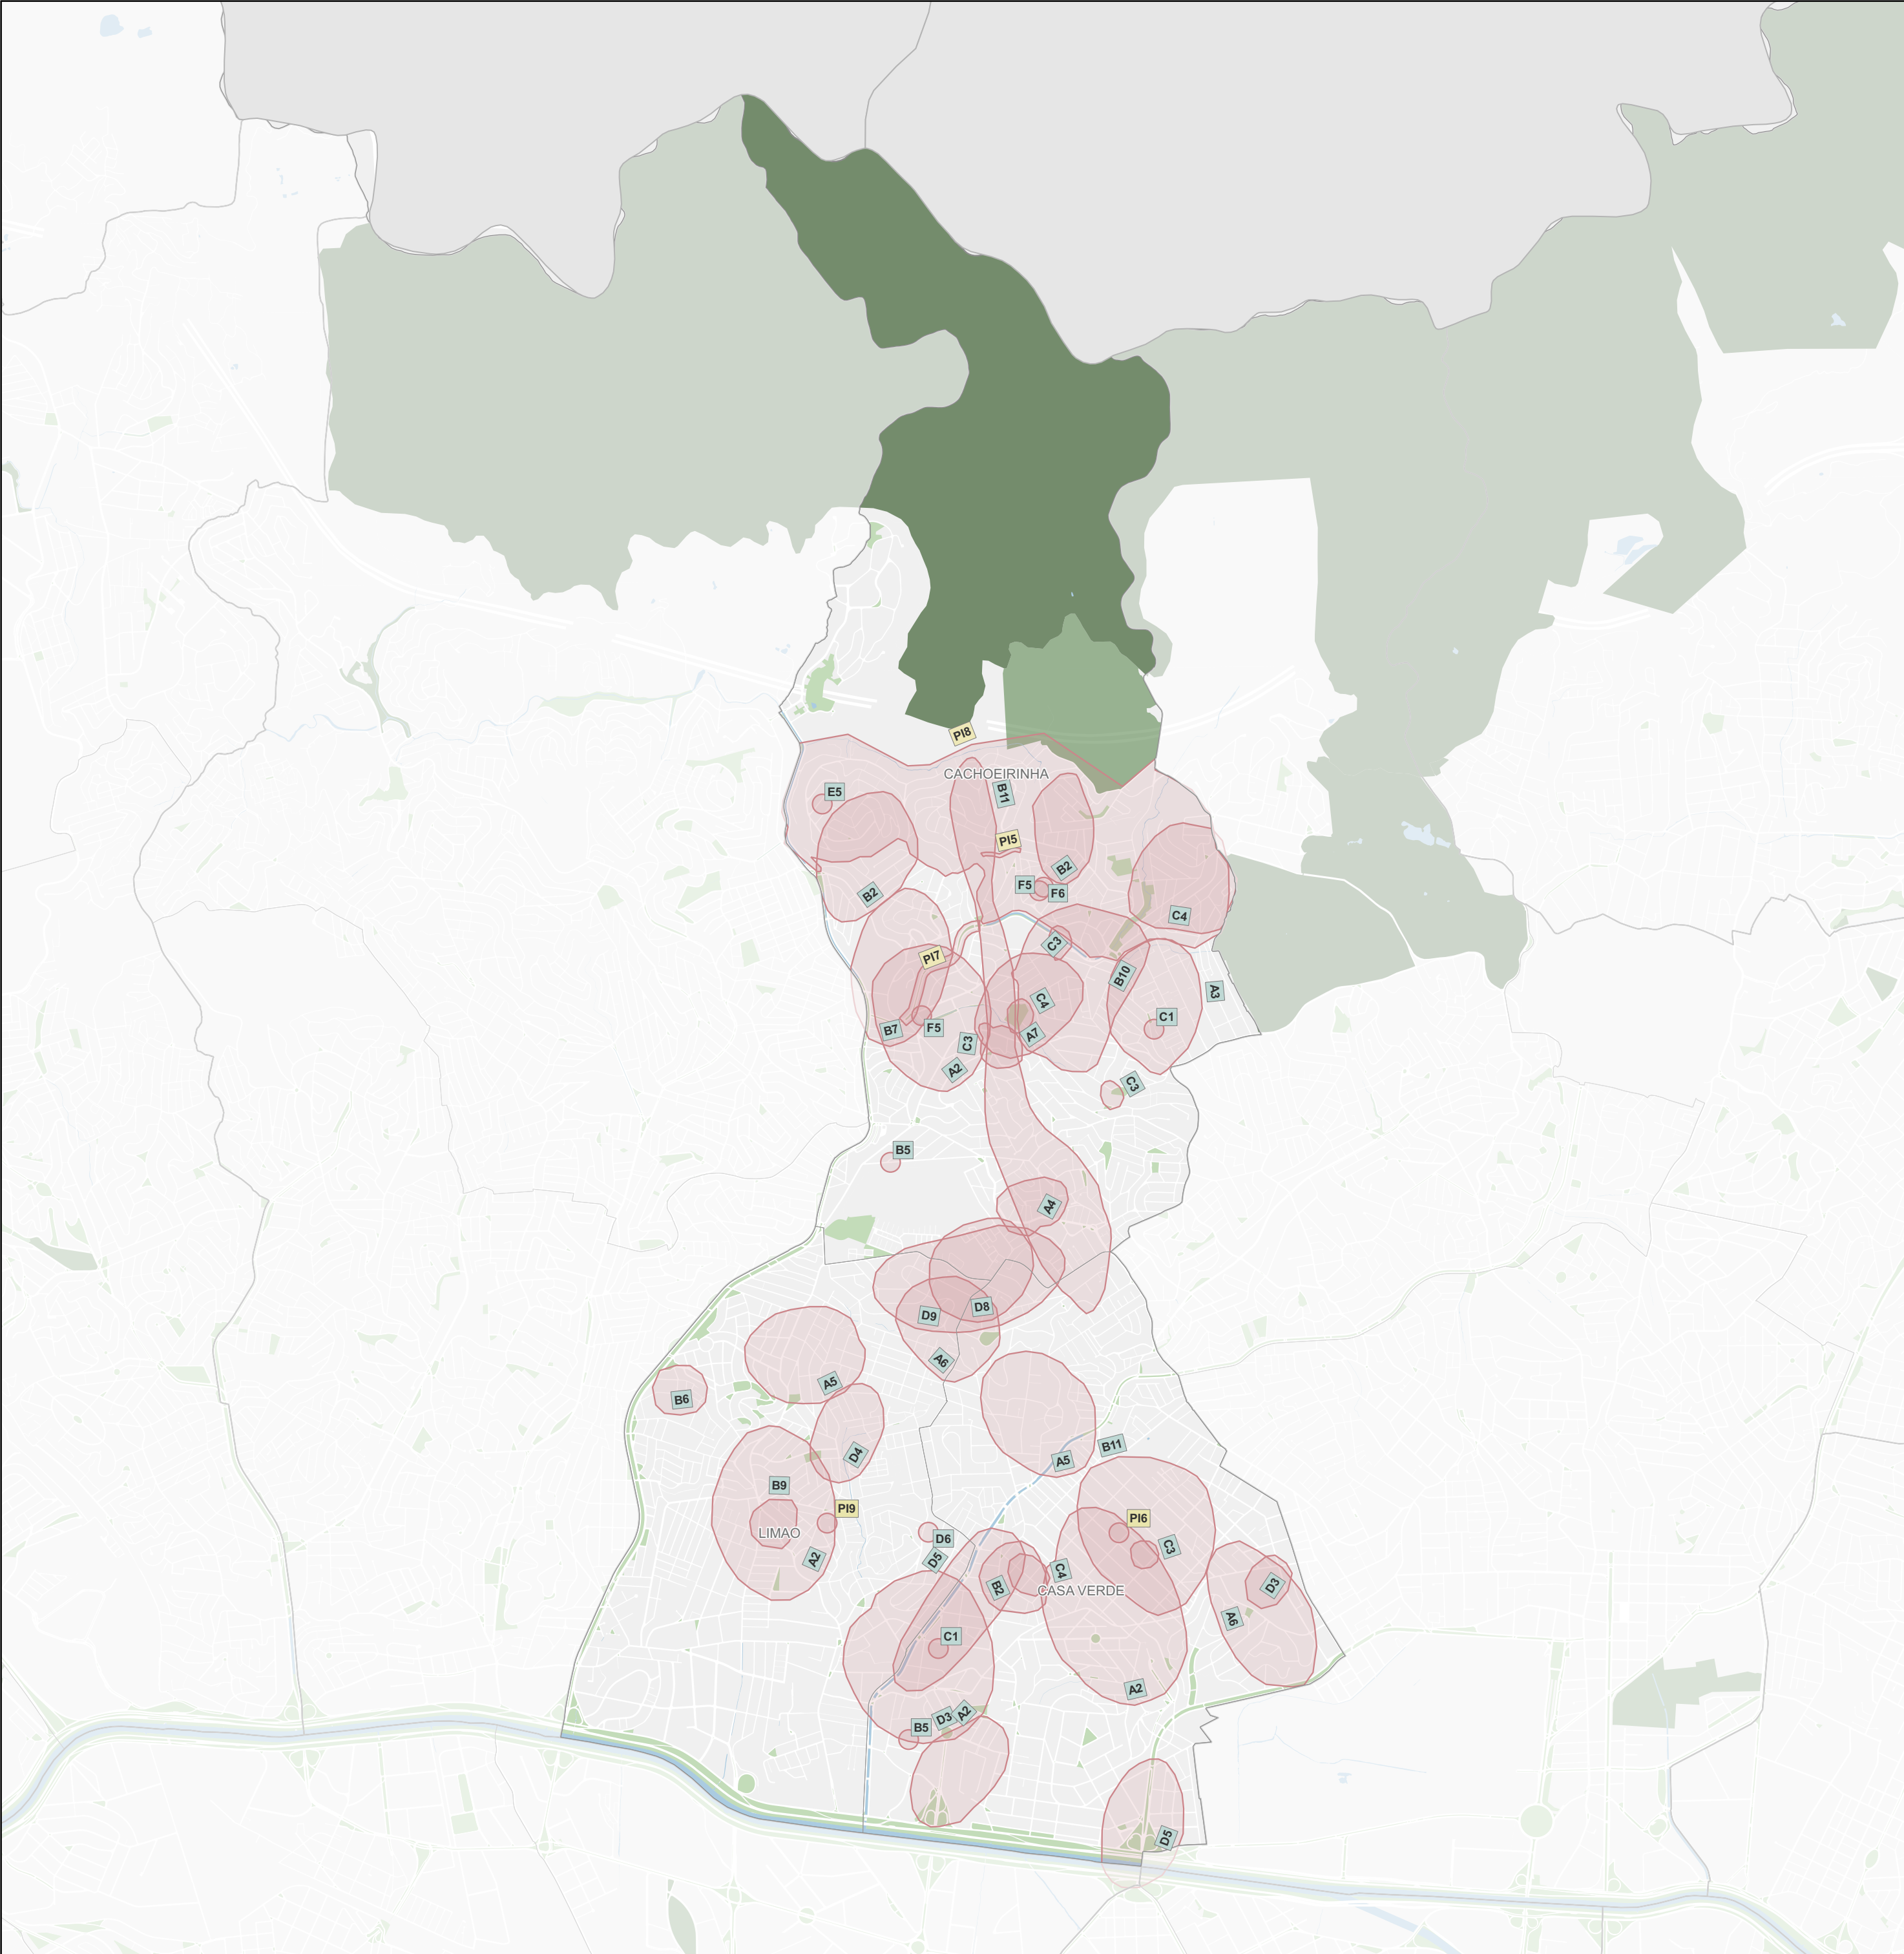 PI8
CACHOEIRINHA
E5
B11
PI5
B2
B2
F5
F6
C4
C3
PI7
B10
A3
C4
C1
B7
F5
A7
C3
A2
C3
B5
A4
D8
D9
A6
A5
B6
B11
D4
A5
B9
PI9
PI6
LIMAO
D6
C3
A2
D5
C4
B2
D3
CASA VERDE
A6
C1
A2
A2
D3
B5
D5